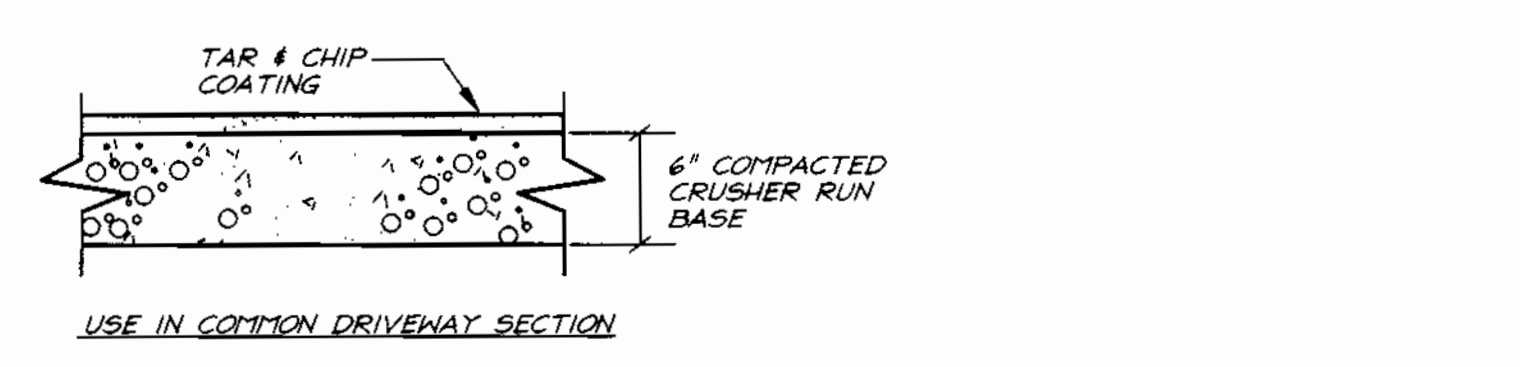 TAR & CHIP
COATING
6" COMPACTED
CRUSHER RUN
BASE
USE IN COMMON DRIVEWAY SECTION